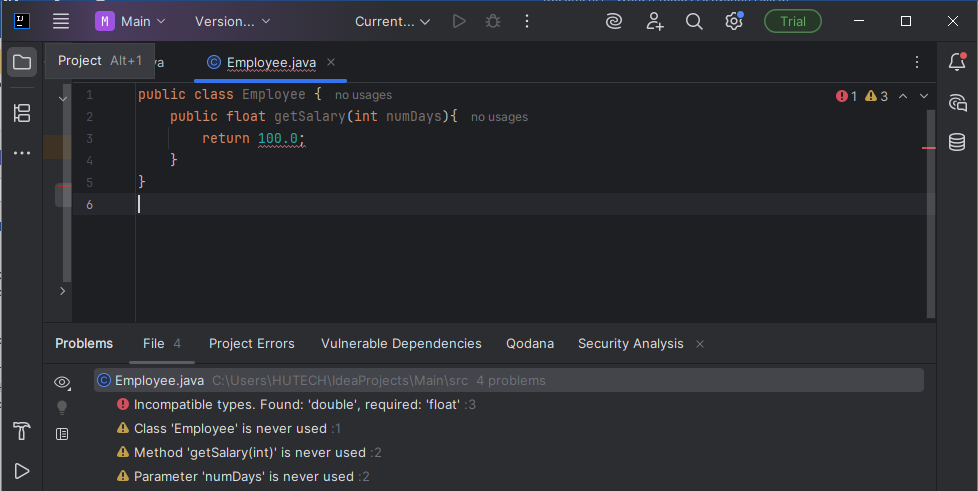 M Main Version... Current... Trial
Project Alt+1 va Employee.java
1 public class Employee { no usages 1 3
2 public float getSalary(int numDays){ no usages
3 return 100.0;
4 }
5 }
6
Problems File 4 Project Errors Vulnerable Dependencies Qodana Security Analysis
Employee.java C:\Users\HUTECH\IdeaProjects\Main\src 4 problems
Incompatible types. Found: 'double', required: 'float' :3
Class 'Employee' is never used :1
Method 'getSalary(int)' is never used :2
Parameter 'numDays' is never used :2